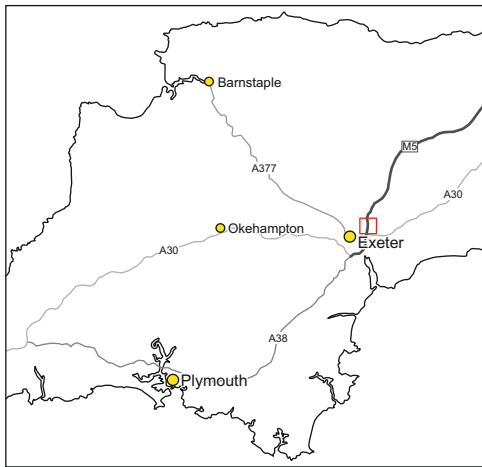 Barnstaple
M5
A377
A30
Okehampton
Exeter
A30
A38
Plymouth